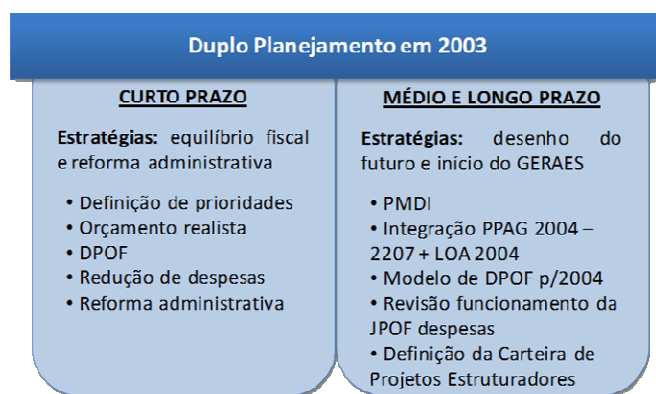 Duplo Planejamento em 2003
CURTO PRAZO
Estratégias: equilíbrio fiscal
e reforma administrativa
• Definição de prioridades
• Orçamento realista
• DPOF
• Redução de despesas
• Reforma administrativa
MÉDIO E LONGO PRAZO
Estratégias: desenho do
futuro e início do GERAES
• PMDI
• Integração PPAG 2004 –
2207 + LOA 2004
• Modelo de DPOF p/2004
• Revisão funcionamento da
JPOF despesas
• Definição da Carteira de
Projetos Estruturadores